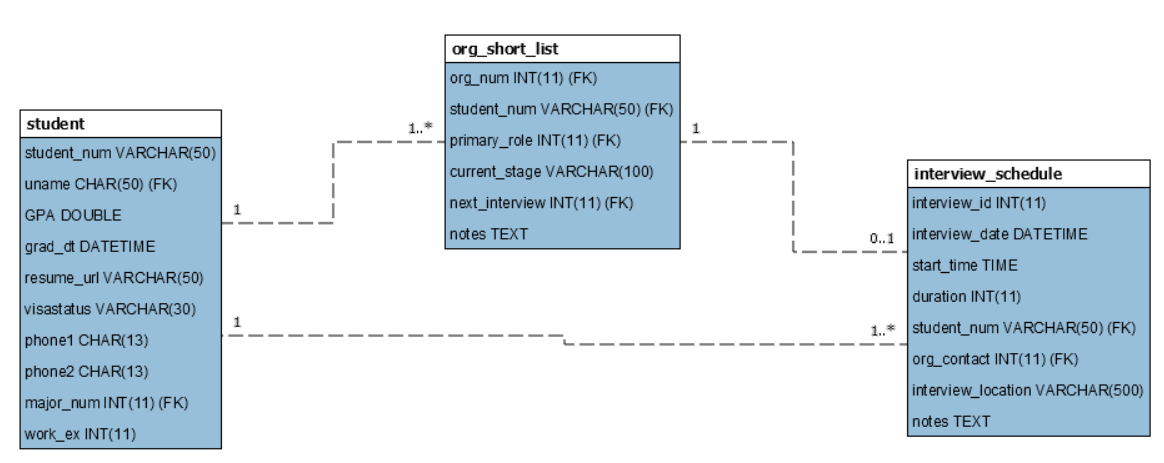 org_short_list
org_num INT(11) (FK)
student_num VARCHAR(50) (FK)
primary_role INT(11) (FK)
current_stage VARCHAR(100)
next_interview INT(11) (FK)
notes TEXT
student
student_num VARCHAR(50)
uname CHAR(50) (FK)
GPA DOUBLE
grad_dt DATETIME
resume_url VARCHAR(50)
visastatus VARCHAR(30)
phone1 CHAR(13)
phone2 CHAR(13)
major_num INT(11) (FK)
work_ex INT(11)
1..*
1
1
0..1
1
1..*
interview_schedule
interview_id INT(11)
interview_date DATETIME
start_time TIME
duration INT(11)
student_num VARCHAR(50) (FK)
org_contact INT(11) (FK)
interview_location VARCHAR(500)
notes TEXT